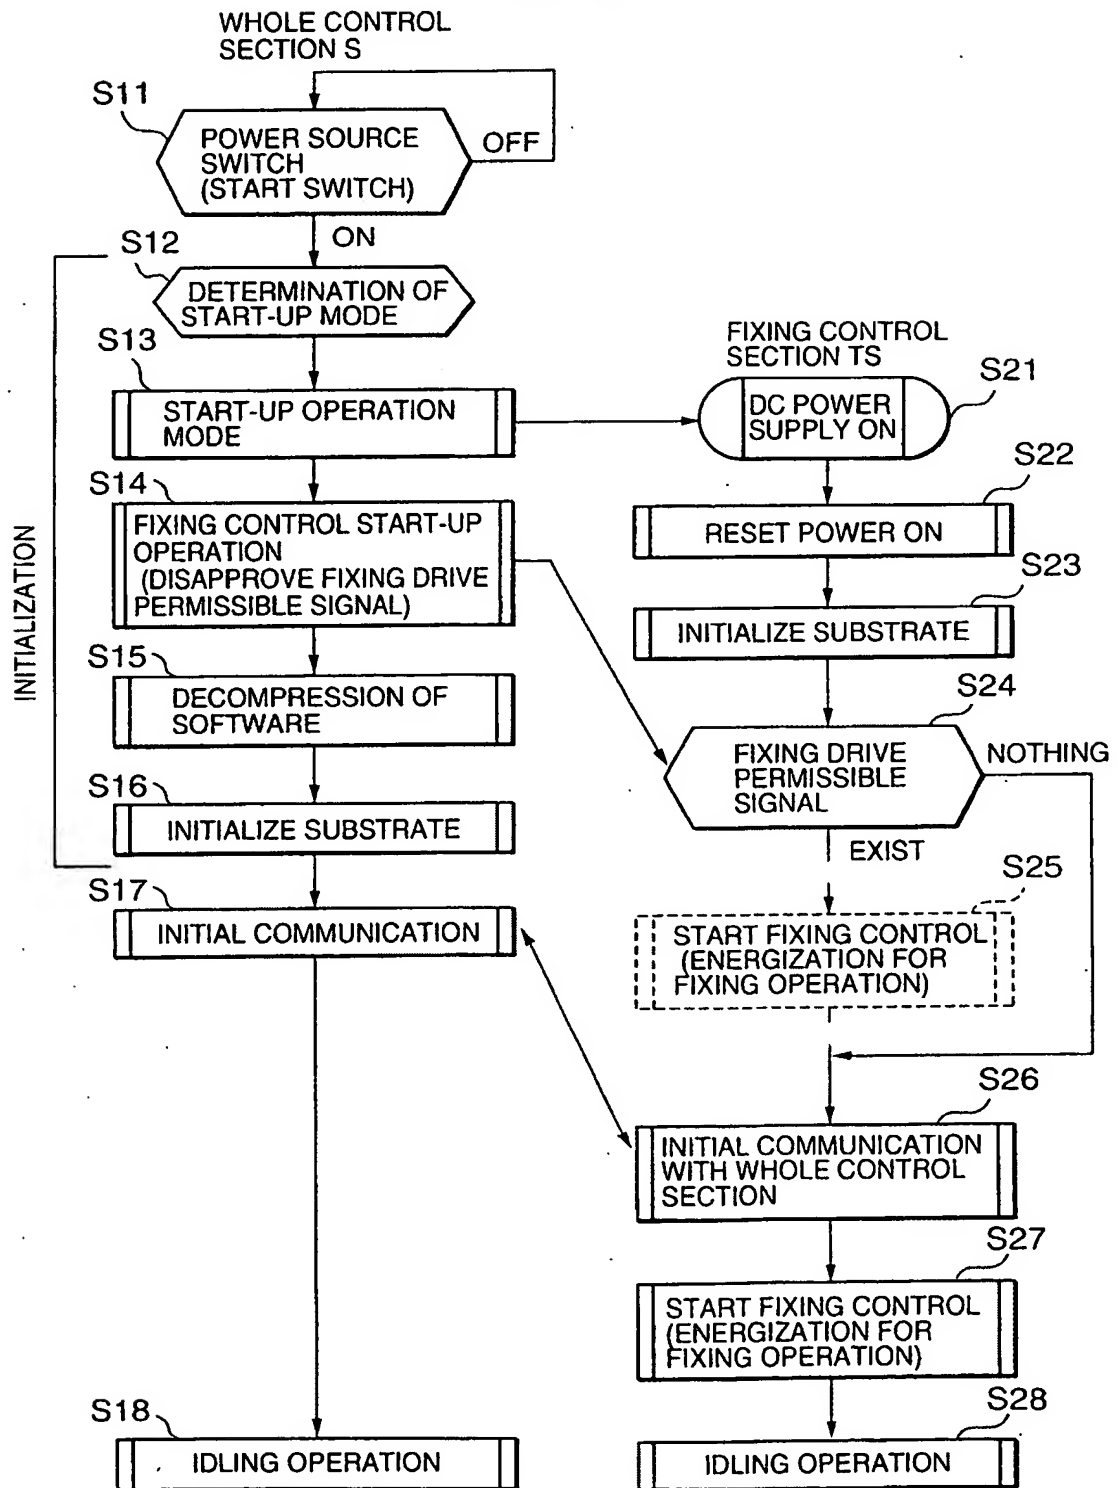 WHOLE CONTROL
SECTION S
S11
POWER SOURCE
SWITCH
(START SWITCH)
OFF
ON
S12
DETERMINATION OF
START-UP MODE
S13
START-UP OPERATION
MODE
S14
FIXING CONTROL START-UP
OPERATION
(DISAPPROVE FIXING DRIVE
PERMISSIBLE SIGNAL)
INITIALIZATION
S15
DECOMPRESSION OF
SOFTWARE
S16
INITIALIZE SUBSTRATE
S17
INITIAL COMMUNICATION
S18
IDLING OPERATION
FIXING CONTROL
SECTION TS
S21
DC POWER
SUPPLY ON
S22
RESET POWER ON
S23
INITIALIZE SUBSTRATE
S24
FIXING DRIVE
PERMISSIBLE
SIGNAL
NOTHING
EXIST
S25
START FIXING CONTROL
(ENERGIZATION FOR
FIXING OPERATION)
S26
INITIAL COMMUNICATION
WITH WHOLE CONTROL
SECTION
S27
START FIXING CONTROL
(ENERGIZATION FOR
FIXING OPERATION)
S28
IDLING OPERATION